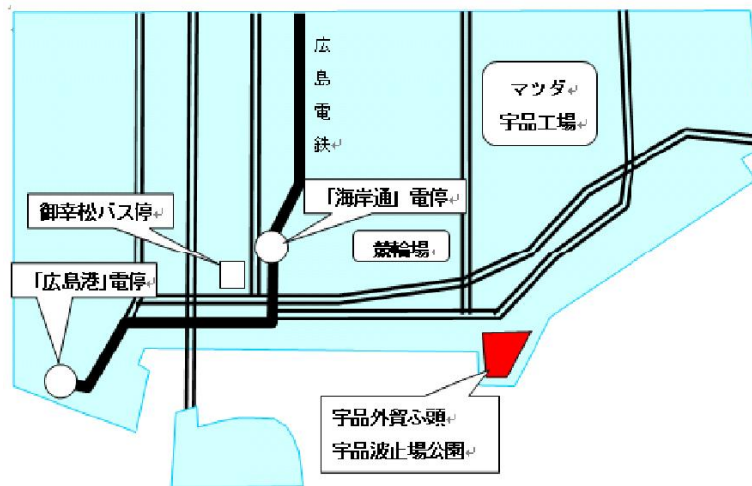 広島電鉄
マツダ
宇品工場
「海岸通」電停
御幸松バス停
競輪場
「広島港」電停
宇品外貿ふ頭
宇品波止場公園